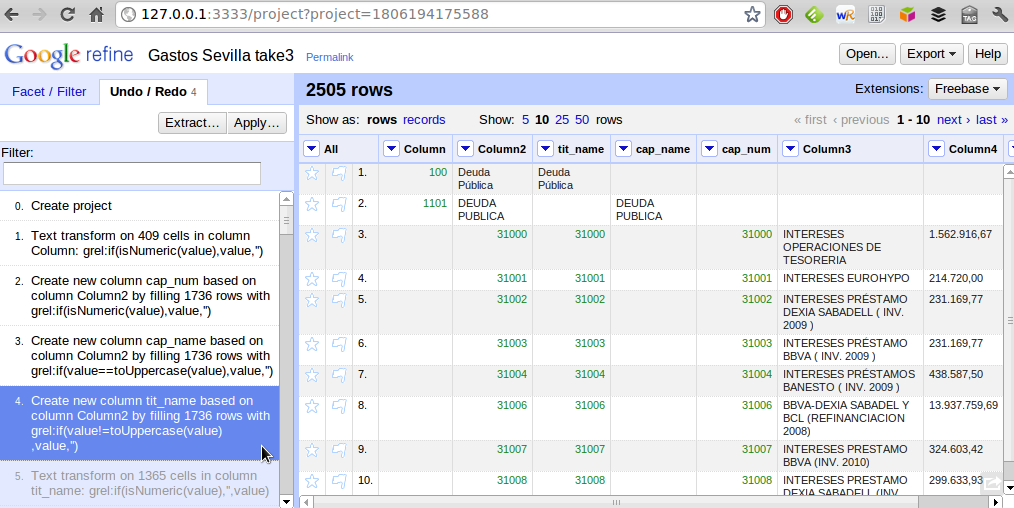 127.0.0.1:3333/project?project=1806194175588
Google refine Gastos Sevilla take3 Permalink
Open... Export Help
Facet / Filter Undo / Redo 4
Extract... Apply...
Filter:
0. Create project
1. Text transform on 409 cells in column
Column: grel:if(isNumeric(value),value,'')
2. Create new column cap_num based on
column Column2 by filling 1736 rows with
grel:if(isNumeric(value),value,'')
3. Create new column cap_name based on
column Column2 by filling 1736 rows with
grel:if(value==toUppercase(value),value,'')
4. Create new column tit_name based on
column Column2 by filling 1736 rows with
grel:if(value!=toUppercase(value)
,value,'')
5. Text transform on 1365 cells in column
tit_name: grel:if(isNumeric(value),'',value)
2505 rows
Extensions: Freebase
Show as: rows records Show: 5 10 25 50 rows
« first ‹ previous 1 - 10 next › last »
All Column Column2 tit_name cap_name cap_num Column3 Column4
1. 100 Deuda Deuda
Pública Pública
2. 1101 DEUDA DEUDA
PUBLICA PUBLICA
3. 31000 31000 31000 INTERESES 1.562.916,67
OPERACIONES DE
TESORERIA
4. 31001 31001 31001 INTERESES EUROHYPO 214.720,00
5. 31002 31002 31002 INTERESES PRÉSTAMO 231.169,77
DEXIA SABADELL ( INV.
2009 )
6. 31003 31003 31003 INTERESES PRÉSTAMO 231.169,77
BBVA ( INV. 2009 )
7. 31004 31004 31004 INTERESES PRÉSTAMOS 438.587,50
BANESTO ( INV. 2009 )
8. 31006 31006 31006 BBVA-DEXIA SABADEL Y 13.937.759,69
BCL (REFINANCIACION
2008)
9. 31007 31007 31007 INTERESES PRESTAMO 324.603,42
BBVA (INV. 2010)
10. 31008 31008 31008 INTERESES PRESTAMO 299.633,93
DEXIA SABADELL (INV.